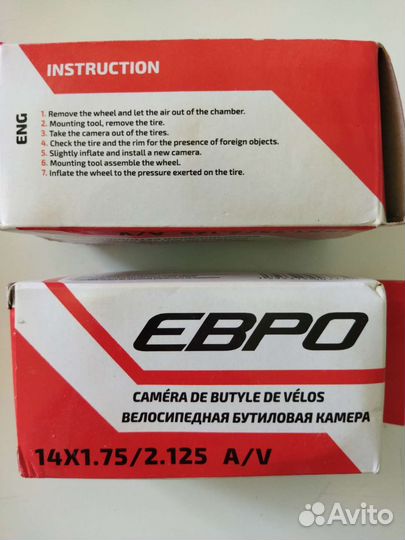 INSTRUCTION
ENG
1. Remove the wheel and let the air out of the chamber.
2. Mounting tool, remove the tire.
3. Take the camera out of the tires.
4. Check the tire and the rim for the presence of foreign objects.
5. Slightly inflate and install a new camera.
6. Mounting tool assemble the wheel.
7. Inflate the wheel to the pressure exerted on the tire.
ЕВРО
CAMÉRA DE BUTYLE DE VÉLOS
ВЕЛОСИПЕДНАЯ БУТИЛОВАЯ КАМЕРА
14X1.75/2.125 A/V
Avito